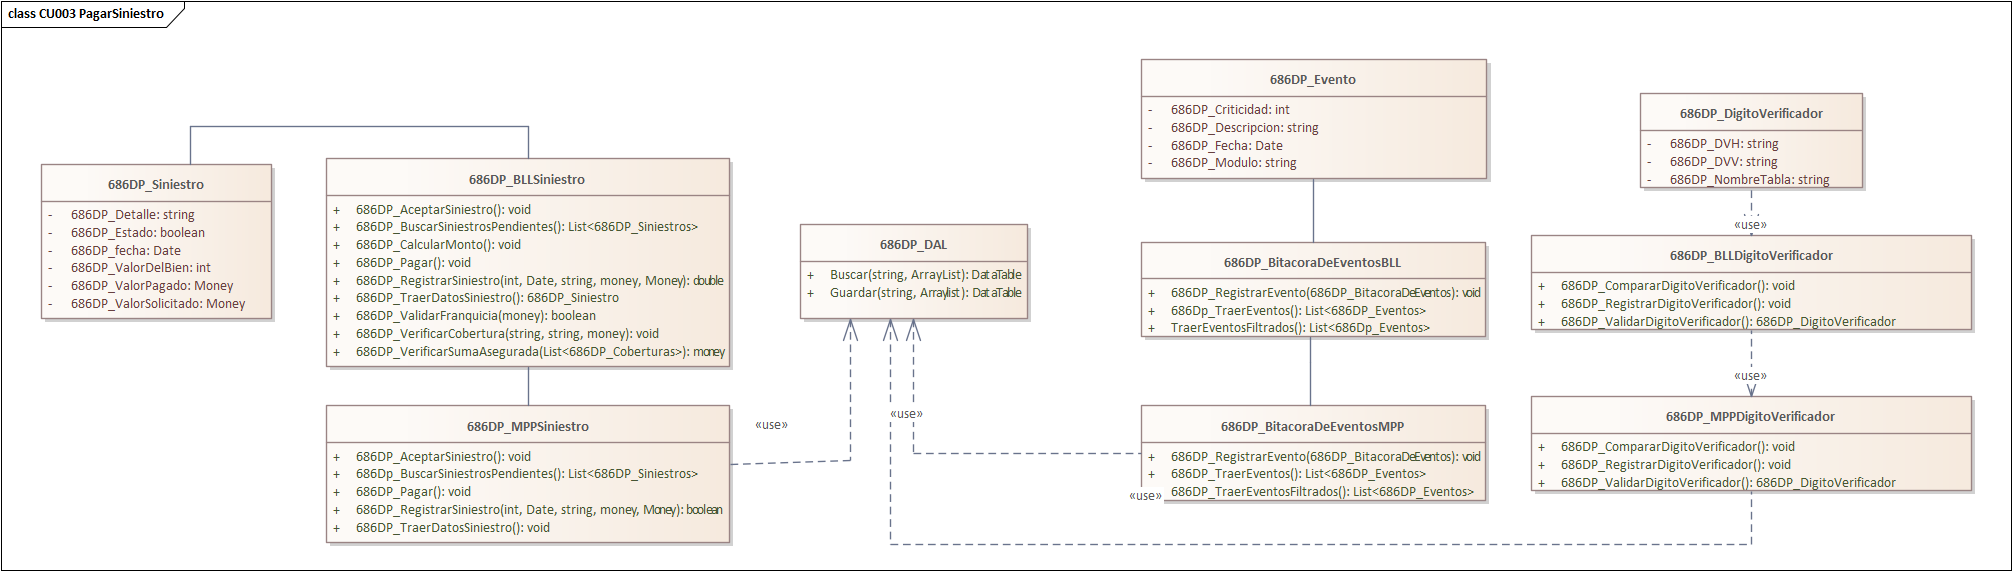 class CU003 PagarSiniestro
686DP_Siniestro
- 686DP_Detalle: string
- 686DP_Estado: boolean
- 686DP_fecha: Date
- 686DP_ValorDelBien: int
- 686DP_ValorPagado: Money
- 686DP_ValorSolicitado: Money
686DP_BLLSiniestro
+ 686DP_AceptarSiniestro(): void
+ 686DP_BuscarSiniestrosPendientes(): List<686DP_Siniestros>
+ 686DP_CalcularMonto(): void
+ 686DP_Pagar(): void
+ 686DP_RegistrarSiniestro(int, Date, string, money, Money): double
+ 686DP_TraerDatosSiniestro(): 686DP_Siniestro
+ 686DP_ValidarFranquicia(money): boolean
+ 686DP_VerificarCobertura(string, string, money): void
+ 686DP_VerificarSumaAsegurada(List<686DP_Coberturas>): money
686DP_MPPSiniestro
+ 686DP_AceptarSiniestro(): void
+ 686Dp_BuscarSiniestrosPendientes(): List<686DP_Siniestros>
+ 686DP_Pagar(): void
+ 686DP_RegistrarSiniestro(int, Date, string, money, Money): boolean
+ 686DP_TraerDatosSiniestro(): void
«use»
686DP_DAL
+ Buscar(string, ArrayList): DataTable
+ Guardar(string, Arraylist): DataTable
«use»
686DP_Evento
- 686DP_Criticidad: int
- 686DP_Descripcion: string
- 686DP_Fecha: Date
- 686DP_Modulo: string
686DP_BitacoraDeEventosBLL
+ 686DP_RegistrarEvento(686DP_BitacoraDeEventos): void
+ 686Dp_TraerEventos(): List<686DP_Eventos>
+ TraerEventosFiltrados(): List<686Dp_Eventos>
686DP_BitacoraDeEventosMPP
+ 686DP_RegistrarEvento(686DP_BitacoraDeEventos): void
+ 686DP_TraerEventos(): List<686DP_Eventos>
«use» 686DP_TraerEventosFiltrados(): List<686DP_Eventos>
686DP_DigitoVerificador
- 686DP_DVH: string
- 686DP_DVV: string
- 686DP_NombreTabla: string
«use»
686DP_BLLDigitoVerificador
+ 686DP_CompararDigitoVerificador(): void
+ 686DP_RegistrarDigitoVerificador(): void
+ 686DP_ValidarDigitoVerificador(): 686DP_DigitoVerificador
«use»
686DP_MPPDigitoVerificador
+ 686DP_CompararDigitoVerificador(): void
+ 686DP_RegistrarDigitoVerificador(): void
+ 686DP_ValidarDigitoVerificador(): 686DP_DigitoVerificador